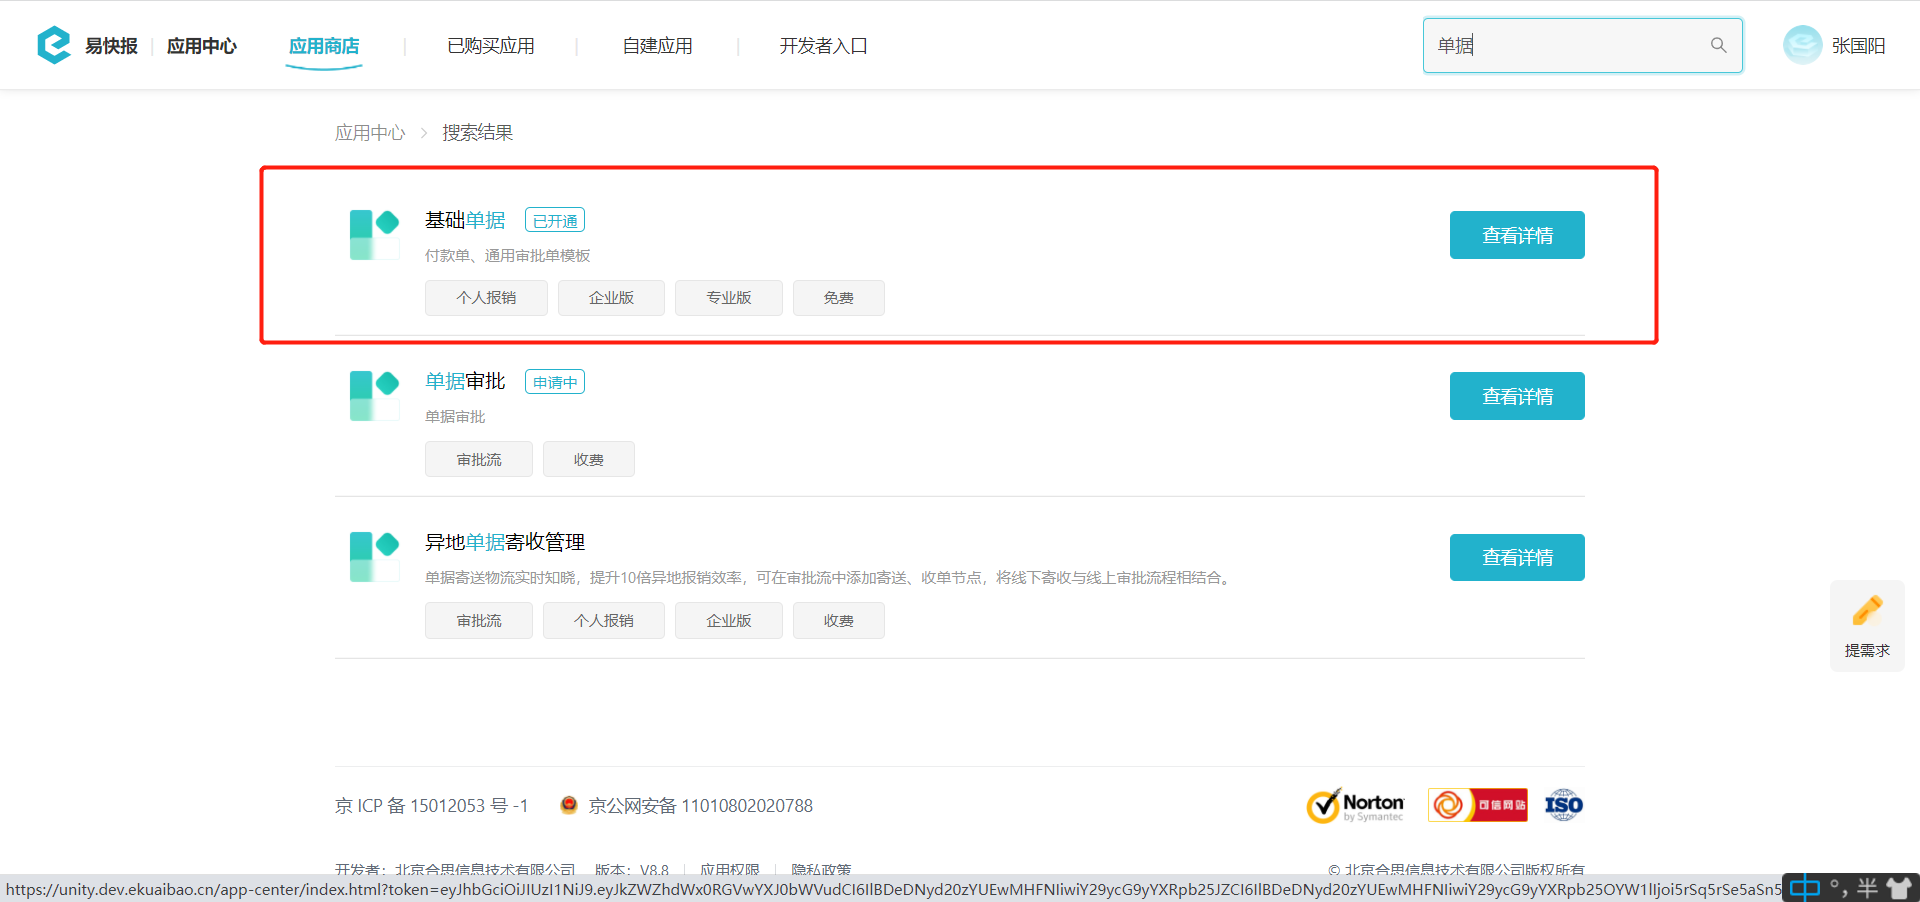 易快报 应用中心 应用商店 已购买应用 自建应用 开发者入口 单据 张国阳
应用中心 > 搜索结果
基础单据 已开通
付款单、通用审批单模板
查看详情
个人报销 企业版 专业版 免费
单据审批 申请中
单据审批
查看详情
审批流 收费
异地单据寄收管理
单据寄送物流实时知晓，提升10倍异地报销效率，可在审批流中添加寄送、收单节点，将线下寄收与线上审批流程相结合。
查看详情
审批流 个人报销 企业版 收费
提需求
京 ICP 备 15012053 号 -1 京公网安备 11010802020788
Norton
by Symantec
可信网站
ISO
开发者：北京合思信息技术有限公司 版本：V8.8 应用权限 隐私政策 © 北京合思信息技术有限公司版权所有
https://unity.dev.ekuaibao.cn/app-center/index.html?token=eyJhbGciOiJIUzI1NiJ9.eyJkZWZhdWx0RGVwYXJ0bWVudCI6IlBDeDNyd20zYUEwMHFNIiwiY29ycG9yYXRpb25JZCI6IlBDeDNyd20zYUEwMHFNIiwiY29ycG9yYXRpb25OYW1lIjoi5rSq5rSe5aSn5
中 °, 半